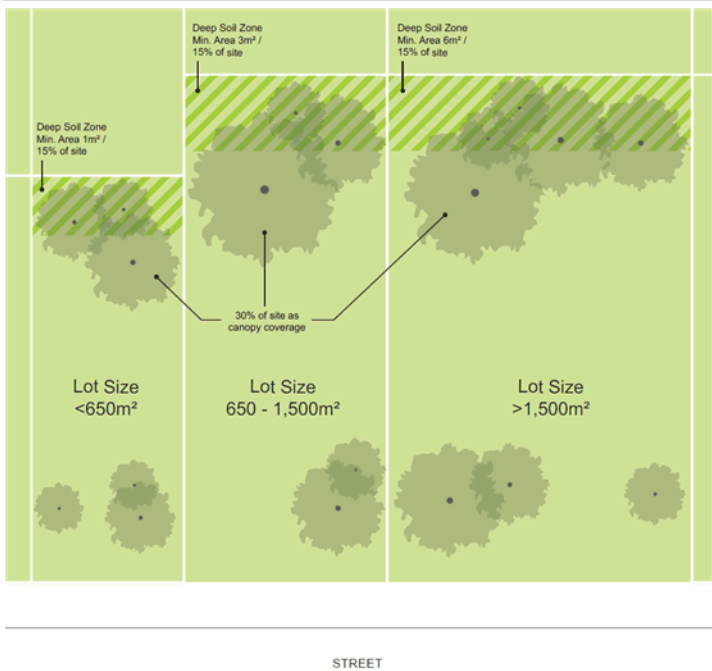 Deep Soil Zone
Min. Area 3m² /
15% of site
Deep Soil Zone
Min. Area 6m² /
15% of site
Deep Soil Zone
Min. Area 1m² /
15% of site
30% of site as
canopy coverage
Lot Size
<650m²
Lot Size
650 - 1,500m²
Lot Size
>1,500m²
STREET